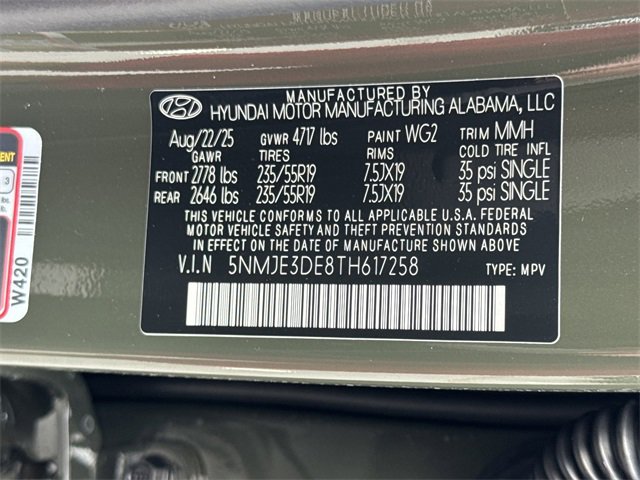 MANUFACTURED BY
HYUNDAI MOTOR MANUFACTURING ALABAMA, LLC
Aug/22/25 GVWR 4717 lbs PAINT WG2 TRIM MMH
GAWR TIRES RIMS COLD TIRE INFL
FRONT 2778 lbs 235/55R19 7.5JX19 35 psi SINGLE
REAR 2646 lbs 235/55R19 7.5JX19 35 psi SINGLE
THIS VEHICLE CONFORMS TO ALL APPLICABLE U.S.A. FEDERAL
MOTOR VEHICLE SAFETY, BUMPER, AND THEFT PREVENTION STANDARDS
IN EFFECT ON THE DATE OF MANUFACTURE SHOWN ABOVE.
V.I.N 5NMJE3DE8TH617258 TYPE: MPV
W420